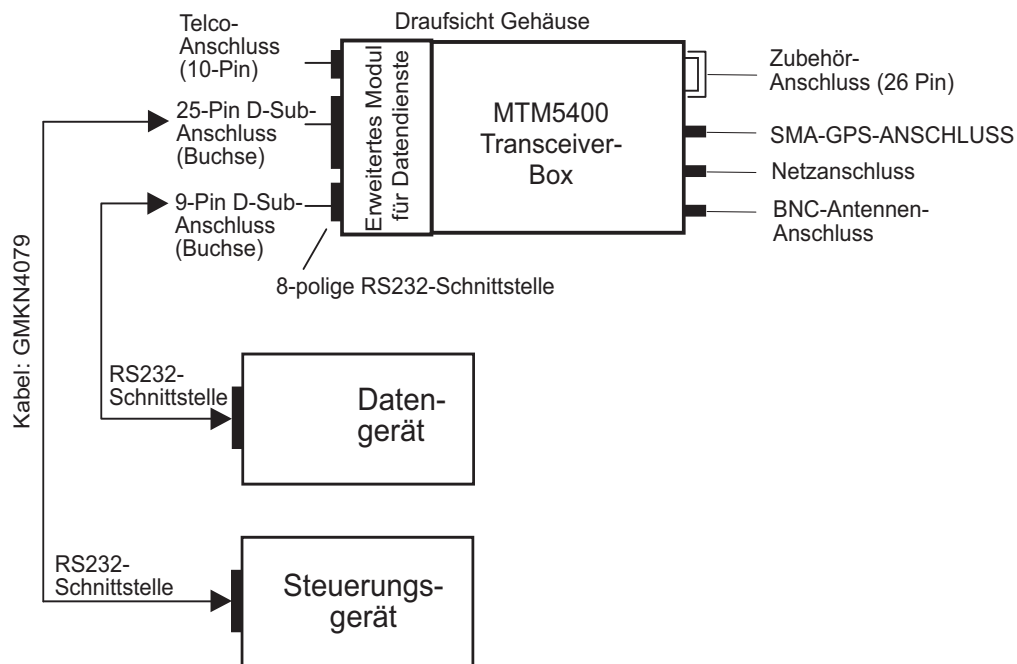 Draufsicht Gehäuse
Telco-
Anschluss
(10-Pin)
25-Pin D-Sub-
Anschluss
(Buchse)
9-Pin D-Sub-
Anschluss
(Buchse)
8-polige RS232-Schnittstelle
Erweitertes Modul
für Datendienste
MTM5400
Transceiver-
Box
Zubehör-
Anschluss (26 Pin)
SMA-GPS-ANSCHLUSS
Netzanschluss
BNC-Antennen-
Anschluss
Kabel: GMKN4079
RS232-
Schnittstelle
Daten-
gerät
RS232-
Schnittstelle
Steuerungs-
gerät